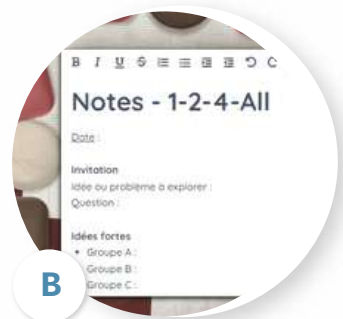 B I U S
Notes - 1-2-4-All
Date :
Invitation
Idée ou problème à explorer :
Question :
Idées fortes
• Groupe A :
Groupe B :
Groupe C :
B